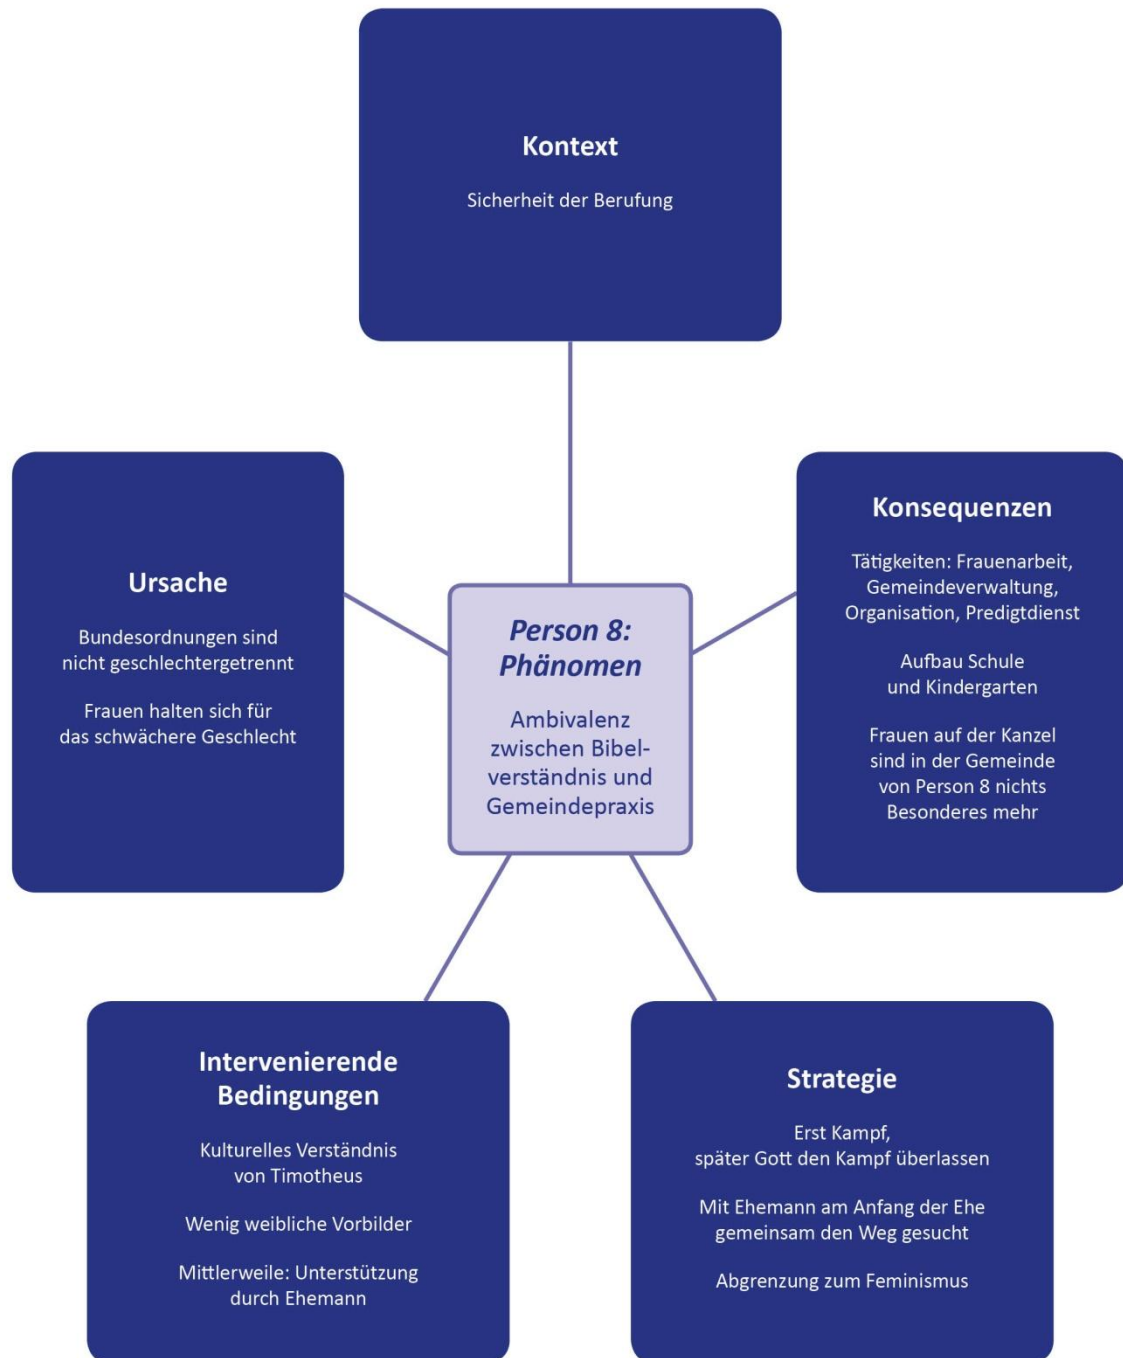 Kontext
Sicherheit der Berufung
Ursache
Bundesordnungen sind
nicht geschlechtergetrennt
Frauen halten sich für
das schwächere Geschlecht
Person 8:
Phänomen
Ambivalenz
zwischen Bibel-
verständnis und
Gemeindepraxis
Konsequenzen
Tätigkeiten: Frauenarbeit,
Gemeindeverwaltung,
Organisation, Predigtdienst
Aufbau Schule
und Kindergarten
Frauen auf der Kanzel
sind in der Gemeinde
von Person 8 nichts
Besonderes mehr
Intervenierende
Bedingungen
Kulturelles Verständnis
von Timotheus
Wenig weibliche Vorbilder
Mittlerweile: Unterstützung
durch Ehemann
Strategie
Erst Kampf,
später Gott den Kampf überlassen
Mit Ehemann am Anfang der Ehe
gemeinsam den Weg gesucht
Abgrenzung zum Feminismus